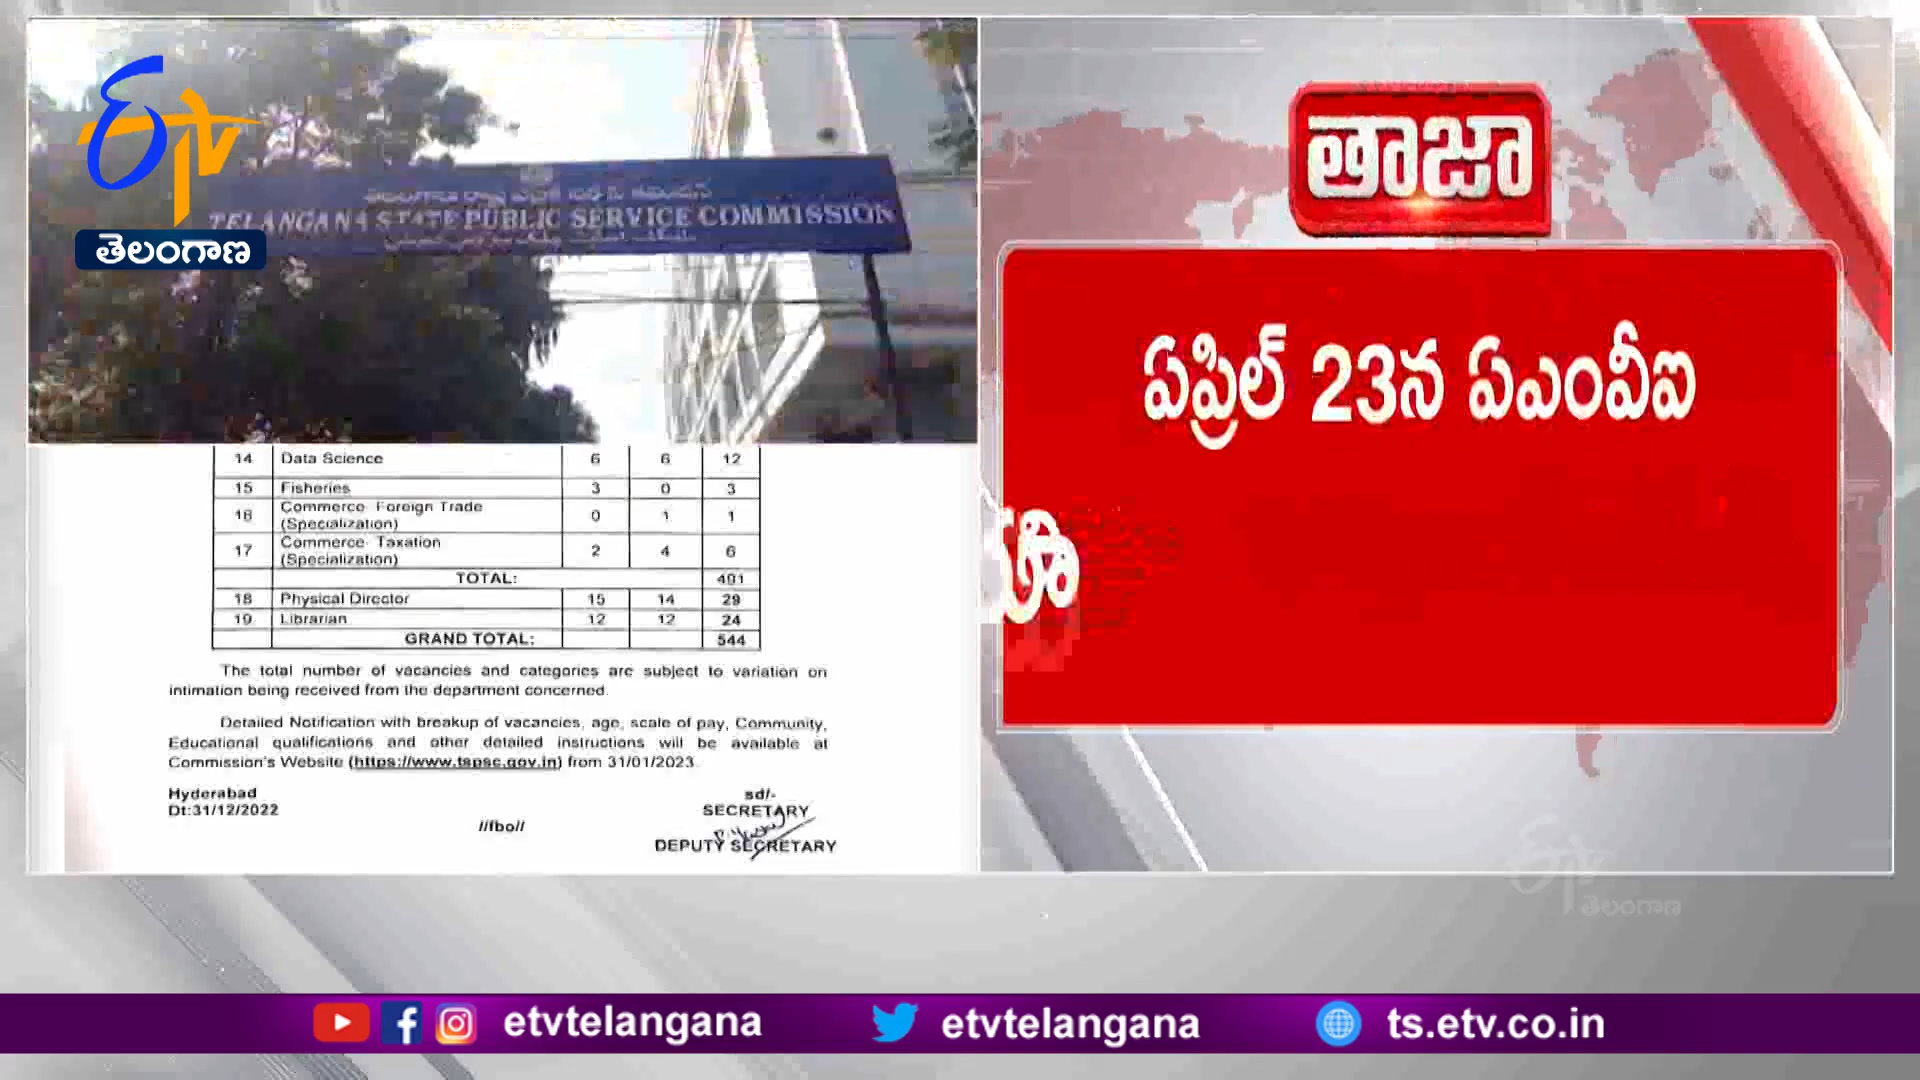 ETV
తెలంగాణ
TELANGANA STATE PUBLIC SERVICE COMMISSION
తాజా
ఏప్రిల్ 23న ఏఎంవీఐ
14 Data Science 6 6 12
15 Fisheries 3 0 3
16 Commerce- Foreign Trade (Specialization) 0 1 1
17 Commerce- Taxation (Specialization) 2 4 6
TOTAL: 491
18 Physical Director 15 14 29
19 Librarian 12 12 24
GRAND TOTAL: 544
The total number of vacancies and categories are subject to variation on
intimation being received from the department concerned.
Detailed Notification with breakup of vacancies, age, scale of pay, Community,
Educational qualifications and other detailed instructions will be available at
Commission's Website (https://www.tspsc.gov.in) from 31/01/2023.
Hyderabad
Dt:31/12/2022
sd/-
SECRETARY
//fbo//
DEPUTY SECRETARY
ETV
తెలంగాణ
etvtelangana
etvtelangana
ts.etv.co.in